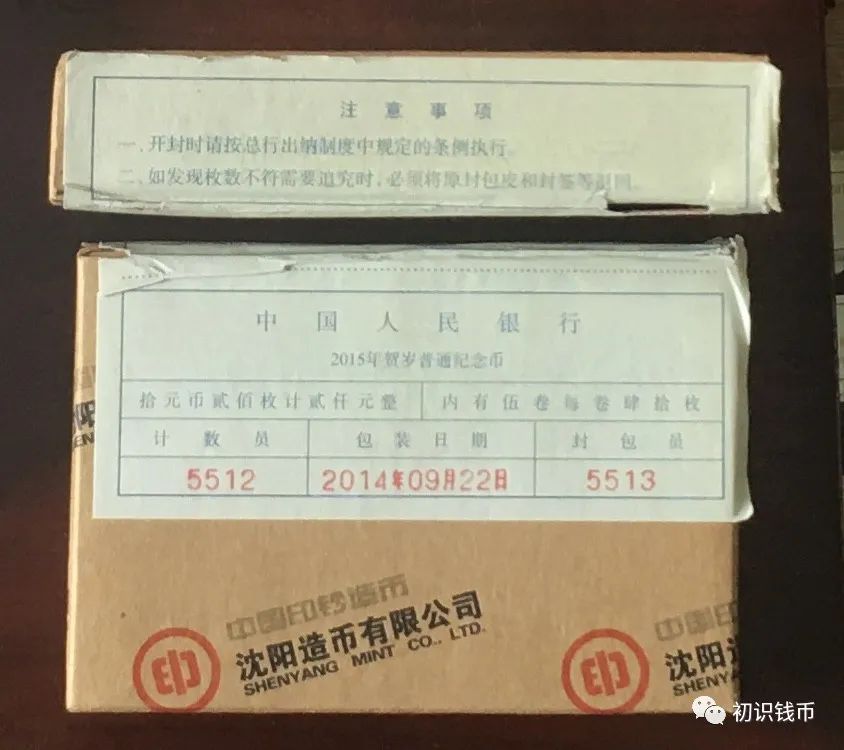 注意事项
一、开封时请按总行出纳制度中规定的条例执行。
二、如发现枚数不符需要追究时，必须将原封包皮和封签等退回。
中国人民银行
2015年贺岁普通纪念币
拾元币贰佰枚计贰仟元整 内有伍卷每卷肆拾枚
计数员 包装日期 封包员
5512 2014年09月22日 5513
中国印钞造币
沈阳造币有限公司
SHENYANG MINT CO., LTD.
中国印
沈阳造
SHENYANG M
初识钱币